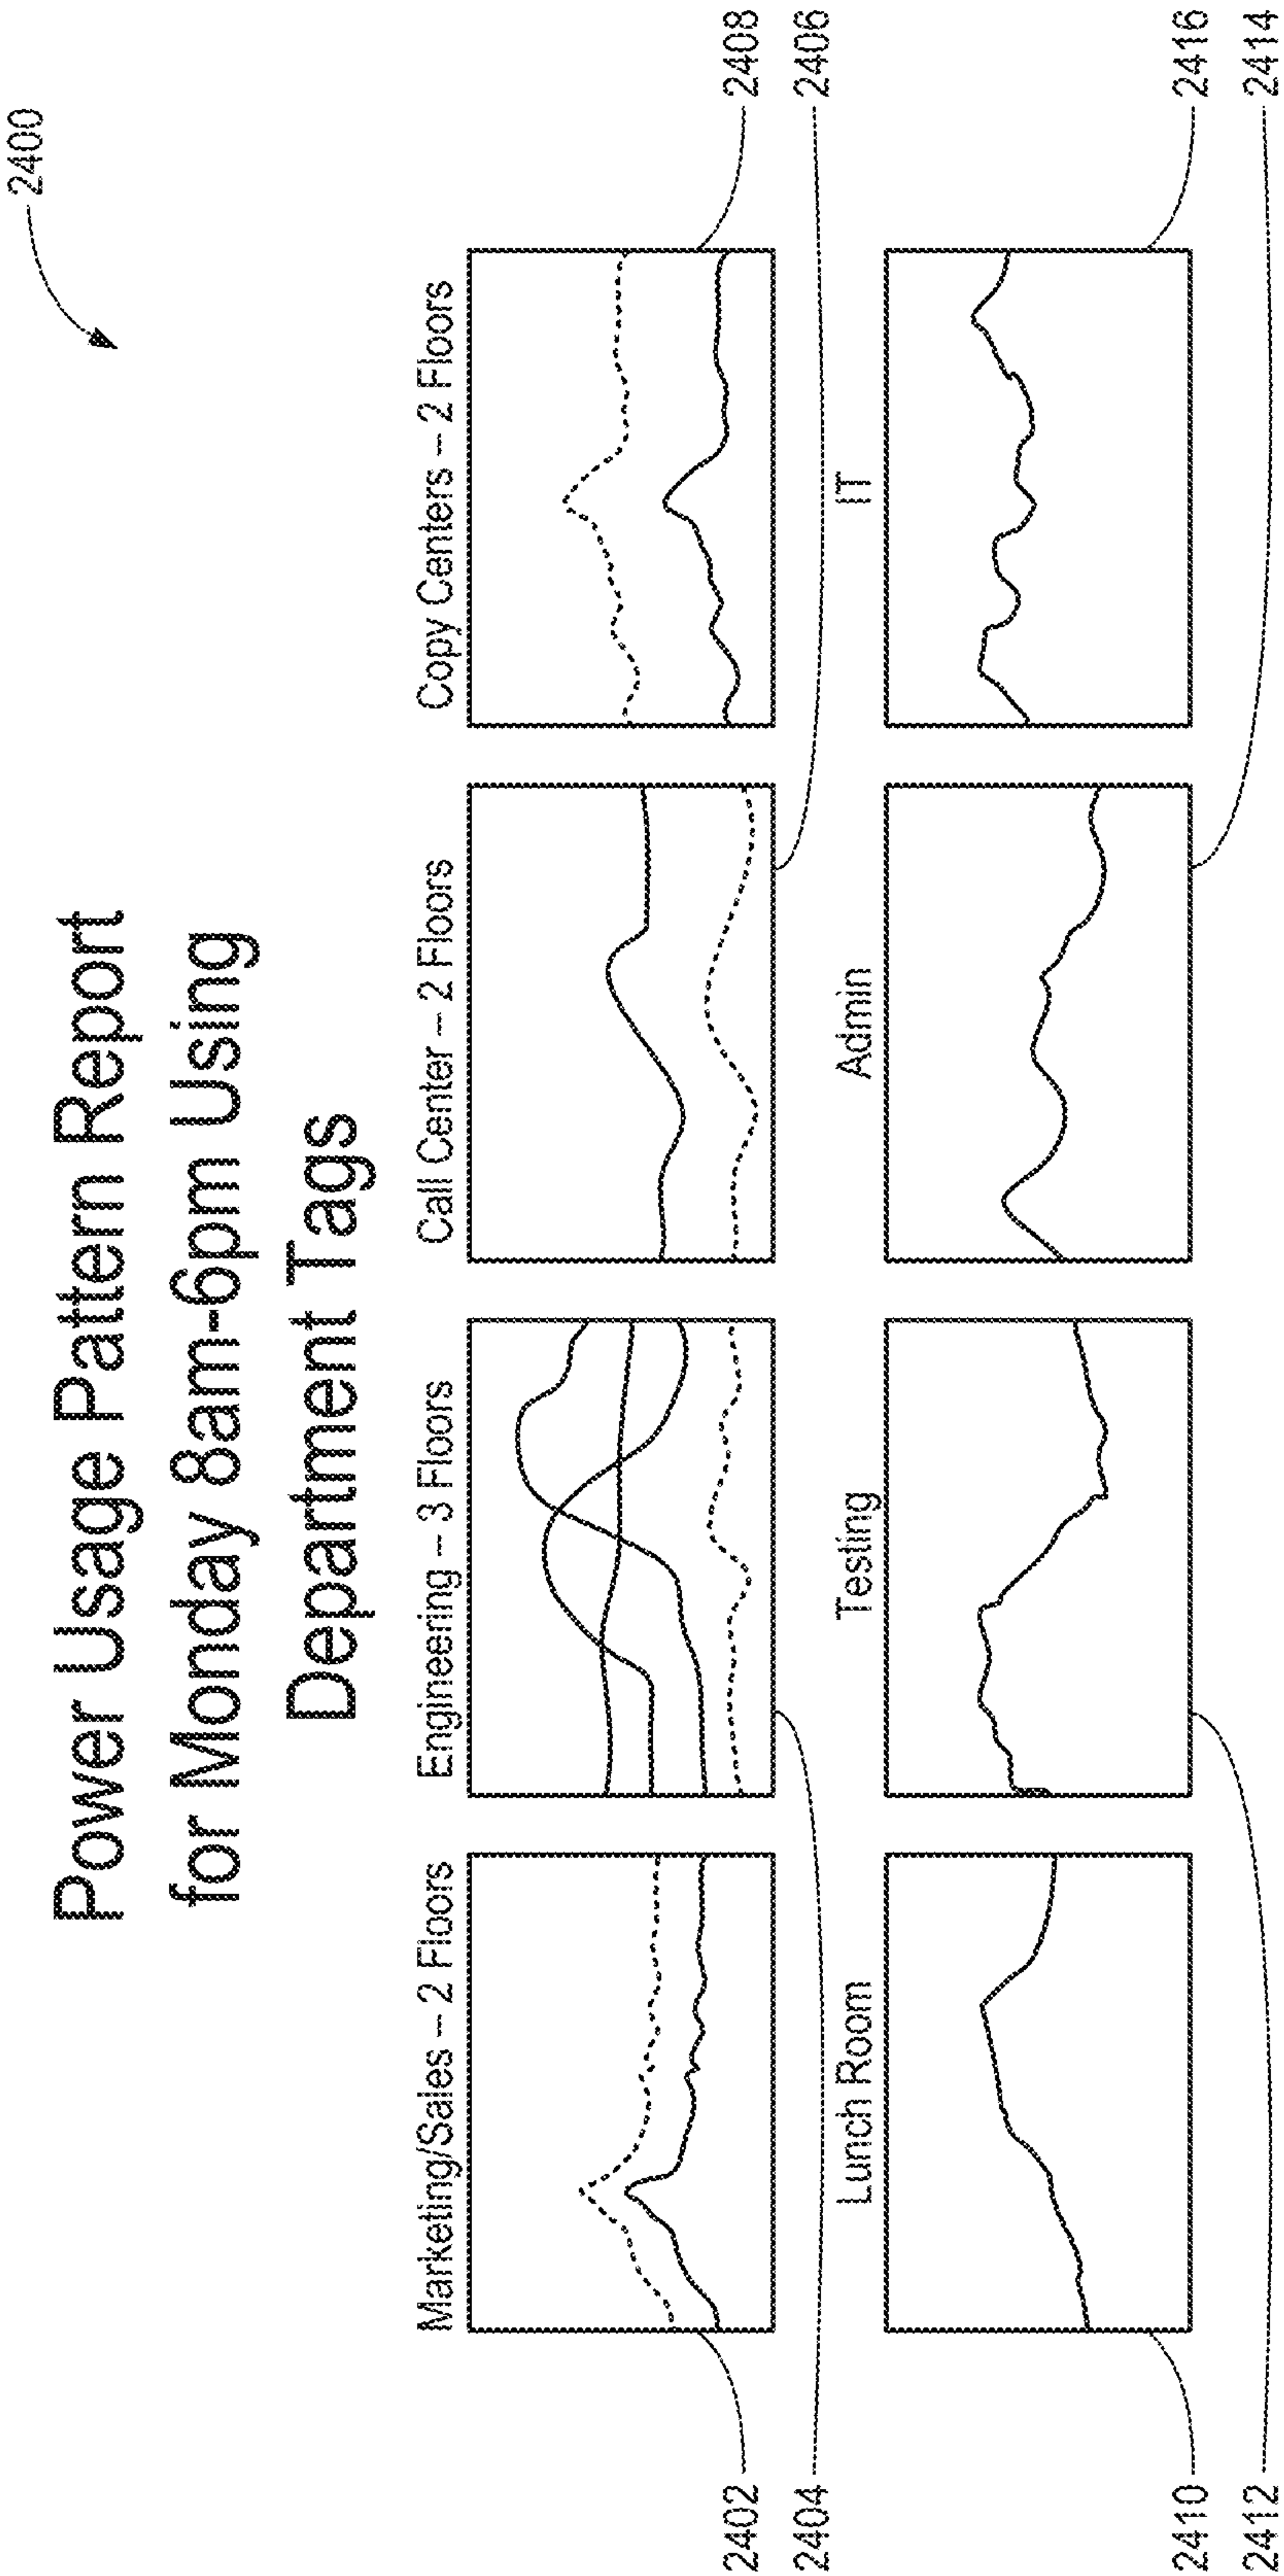 2400
Power Usage Pattern Report
for Monday 8am-6pm Using
Department Tags
Marketing/Sales – 2 Floors
Engineering – 3 Floors
Call Center – 2 Floors
Copy Centers – 2 Floors
2402
2404
2408
2406
Lunch Room
Testing
Admin
IT
2410
2412
2416
2414